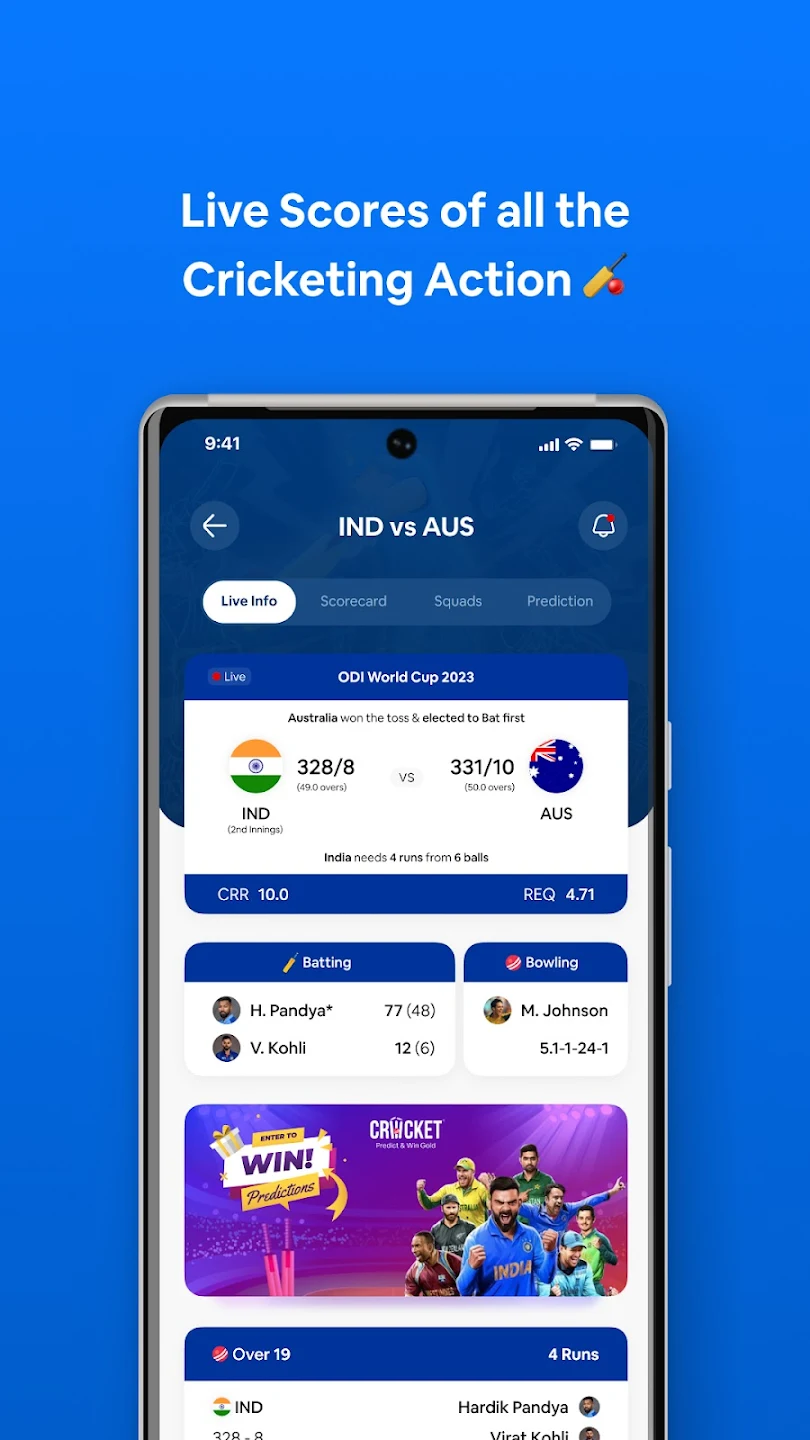 Live Scores of all the
Cricketing Action
9:41
IND vs AUS
Live Info Scorecard Squads Prediction
Live ODI World Cup 2023
Australia won the toss & elected to Bat first
328/8 VS 331/10
(49.0 overs) (50.0 overs)
IND AUS
(2nd Innings)
India needs 4 runs from 6 balls
CRR 10.0 REQ 4.71
Batting
H. Pandya* 77 (48)
V. Kohli 12 (6)
Bowling
M. Johnson
5.1-1-24-1
ENTER TO
WIN!
Predictions
CRICKET
Predict & Win Gold
INDIA
Over 19 4 Runs
IND Hardik Pandya
328 - 8 Virat Kohli